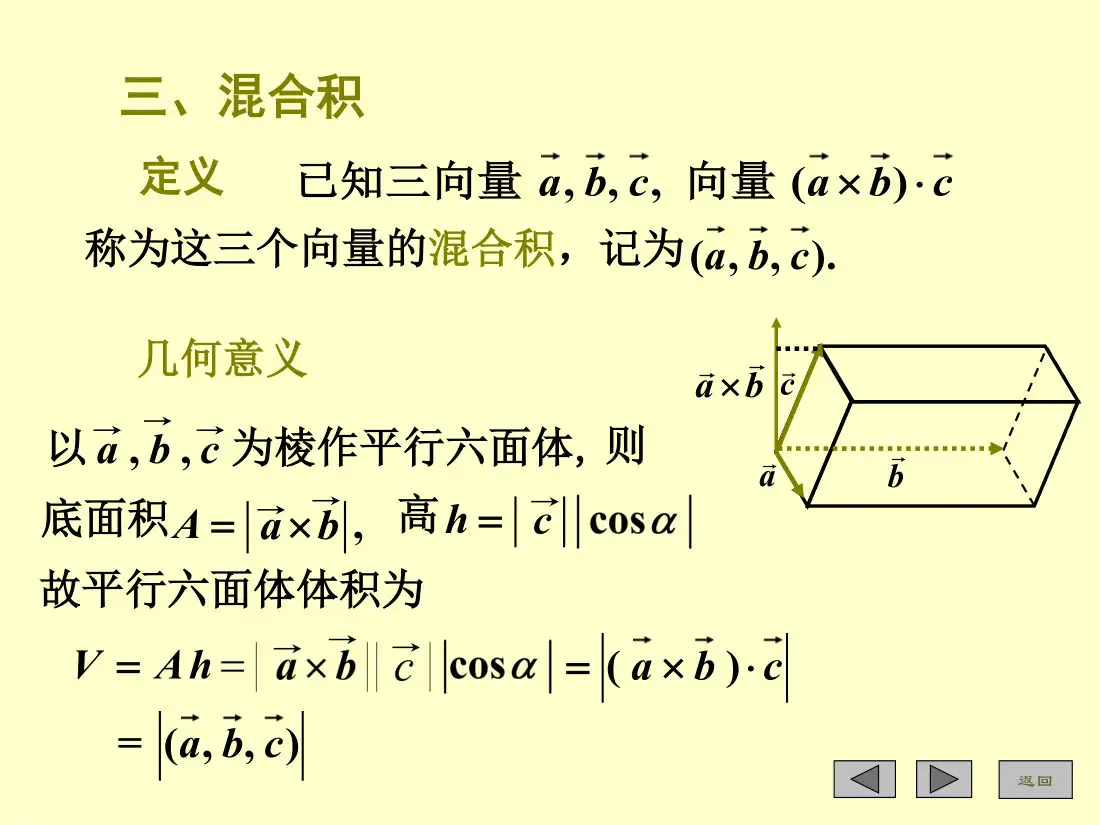 三、混合积
定义 已知三向量 a⃗, b⃗, c⃗, 向量 (a⃗ × b⃗) · c⃗
称为这三个向量的混合积，记为 (a⃗, b⃗, c⃗).
几何意义
a⃗ × b⃗ c⃗
a⃗ b⃗
以 a⃗ , b⃗ , c⃗ 为棱作平行六面体, 则
底面积 A = |a⃗ × b⃗|, 高 h = |c⃗||cos α|
故平行六面体体积为
V = A h = |a⃗ × b⃗||c⃗||cos α| = |(a⃗ × b⃗) · c⃗|
= |(a⃗, b⃗, c⃗)|
返回